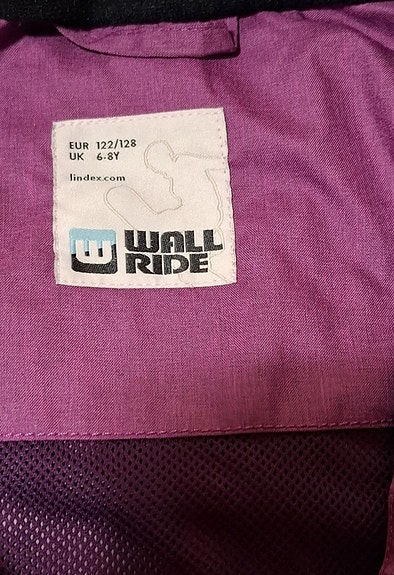 EUR 122/128
UK 6-8Y
lindex.com
WALL
RIDE